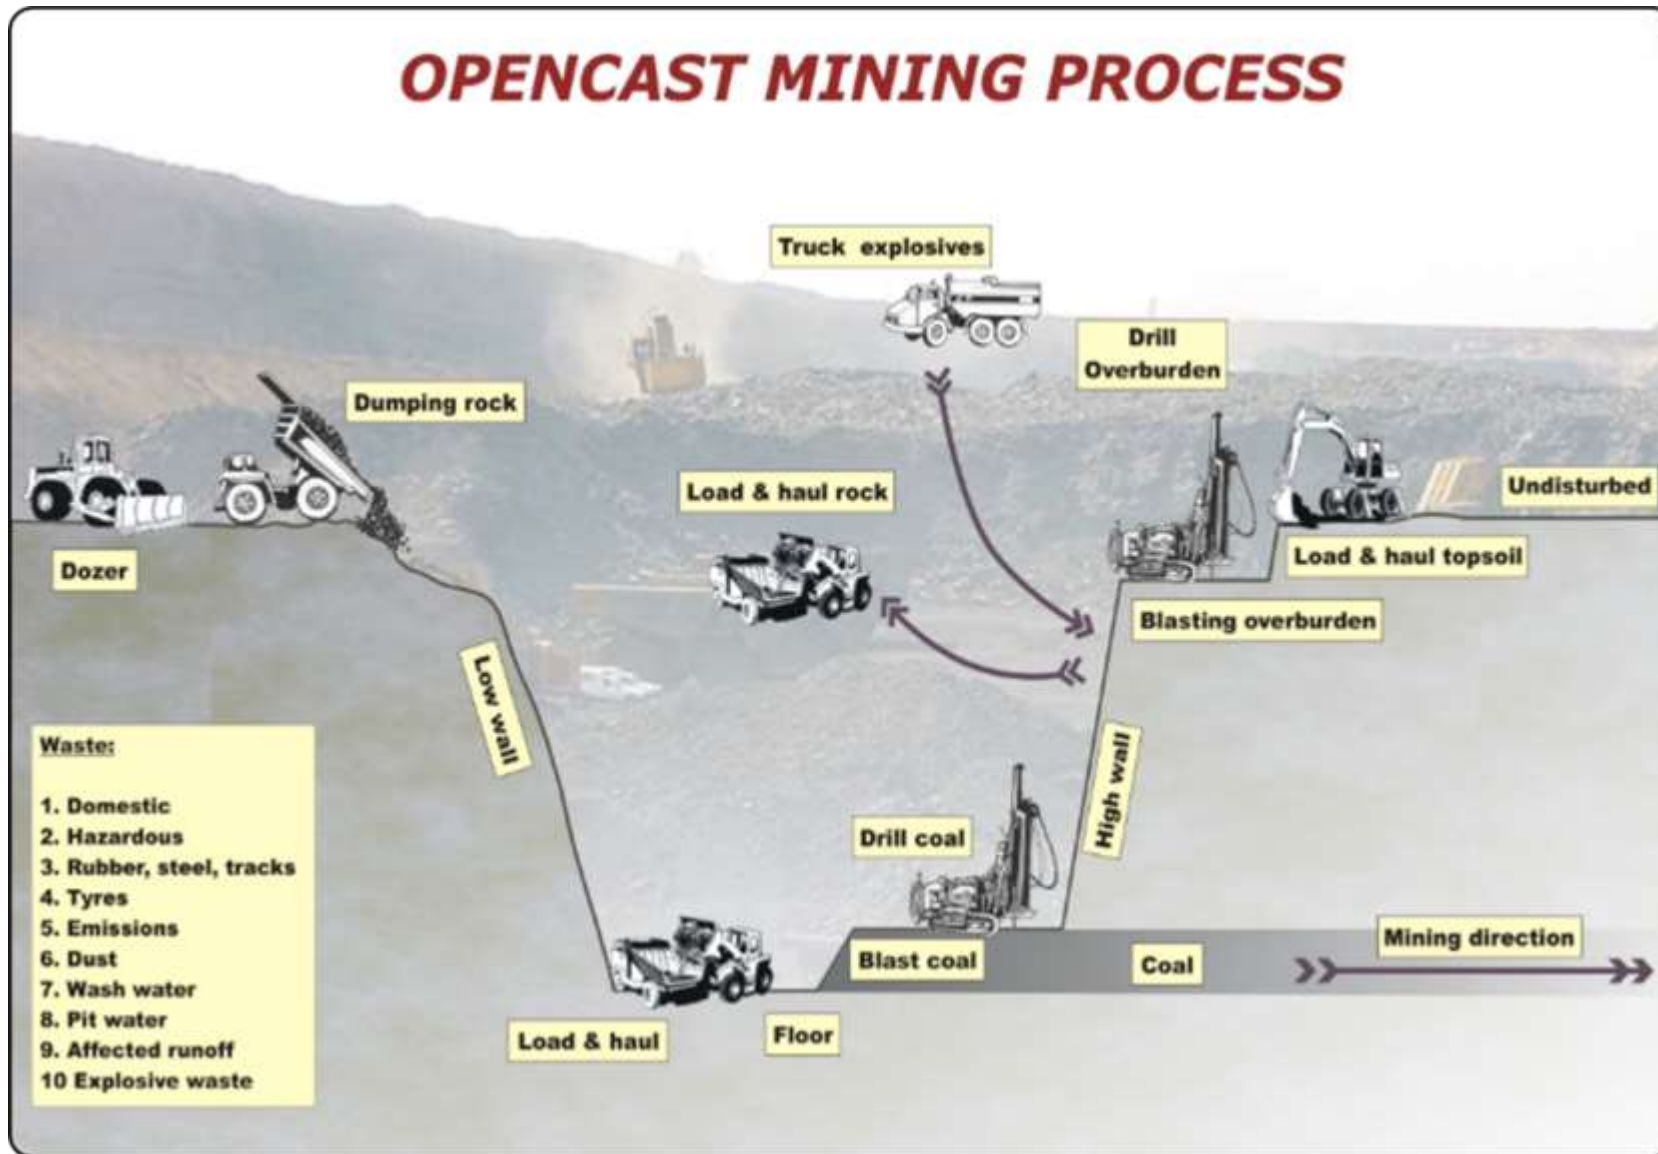 OPENCAST MINING PROCESS
Truck explosives
Drill
Overburden
Dumping rock
Load & haul rock
Undisturbed
Load & haul topsoil
Dozer
Blasting overburden
Low wall
High wall
Drill coal
Mining direction
Blast coal
Coal
Load & haul
Floor
Waste:
1. Domestic
2. Hazardous
3. Rubber, steel, tracks
4. Tyres
5. Emissions
6. Dust
7. Wash water
8. Pit water
9. Affected runoff
10 Explosive waste